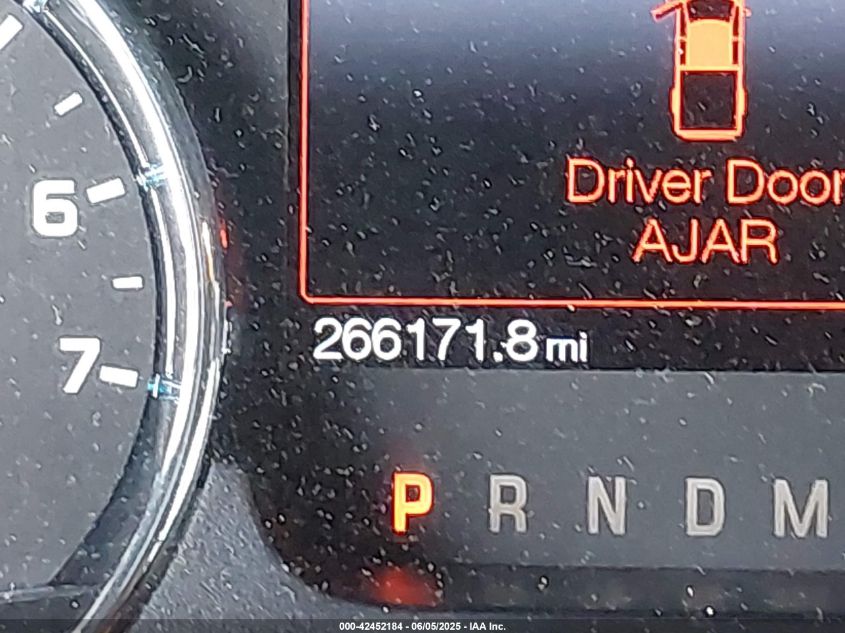 6
7
Driver Door
AJAR
266171.8 mi
P R N D M
000-42452184 - 06/05/2025 - IAA Inc.